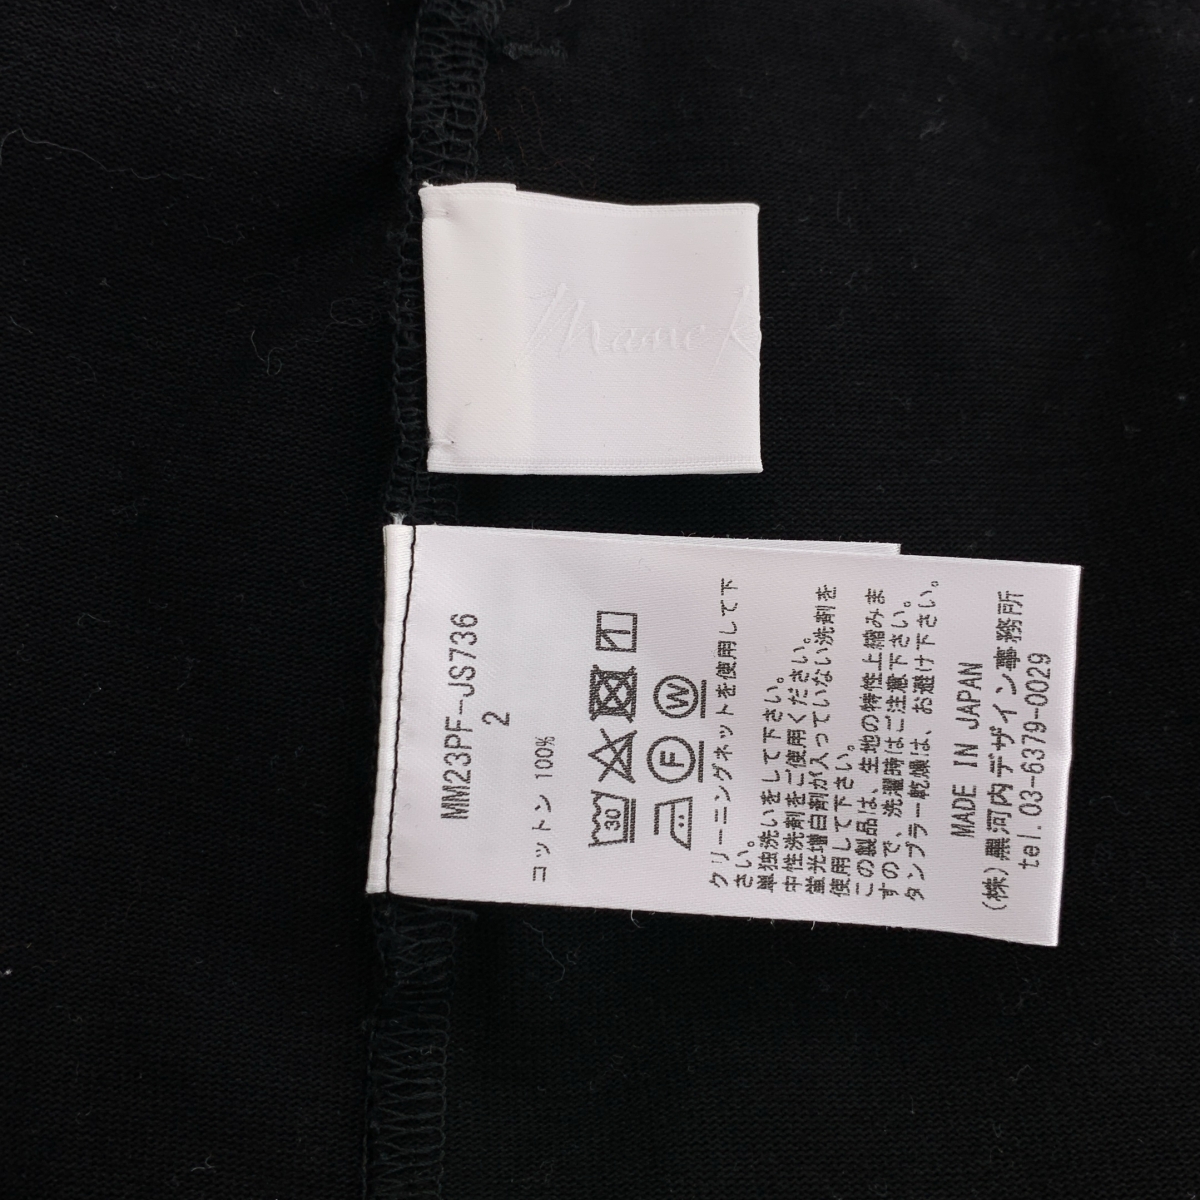 Mame K
MM23PF-JS736
2
コットン 100%
30
F W
クリーニングネットを使用して下
さい。
単独洗いをして下さい。
中性洗剤をご使用ください。
蛍光増白剤が入っていない洗剤を
使用して下さい。
この製品は、生地の特性上縮みま
すので、洗濯時はご注意下さい。
タンブラー乾燥は、お避け下さい。
MADE IN JAPAN
(株)黒河内デザイン事務所
tel.03-6379-0029